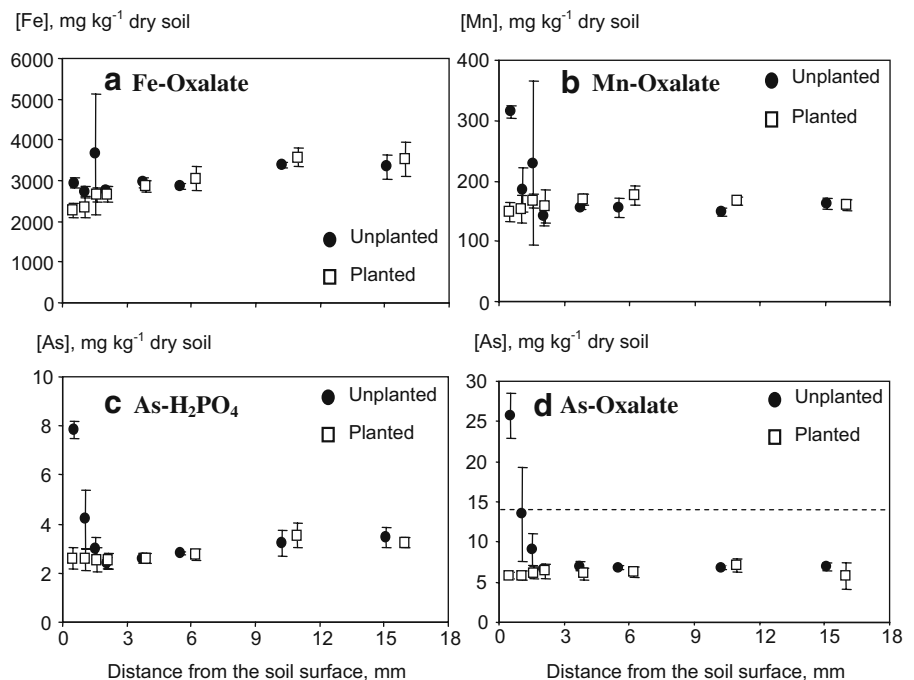 [Fe], mg kg⁻¹ dry soil
6000
5000
4000
3000
2000
1000
0
a Fe-Oxalate
Unplanted
Planted
[Mn], mg kg⁻¹ dry soil
400
300
200
100
0
b Mn-Oxalate
Unplanted
Planted
[As], mg kg⁻¹ dry soil
10
8
6
4
2
0
c As-H₂PO₄
Unplanted
Planted
0 3 6 9 12 15 18
Distance from the soil surface, mm
[As], mg kg⁻¹ dry soil
30
25
20
15
10
5
0
d As-Oxalate
Unplanted
Planted
0 3 6 9 12 15 18
Distance from the soil surface, mm